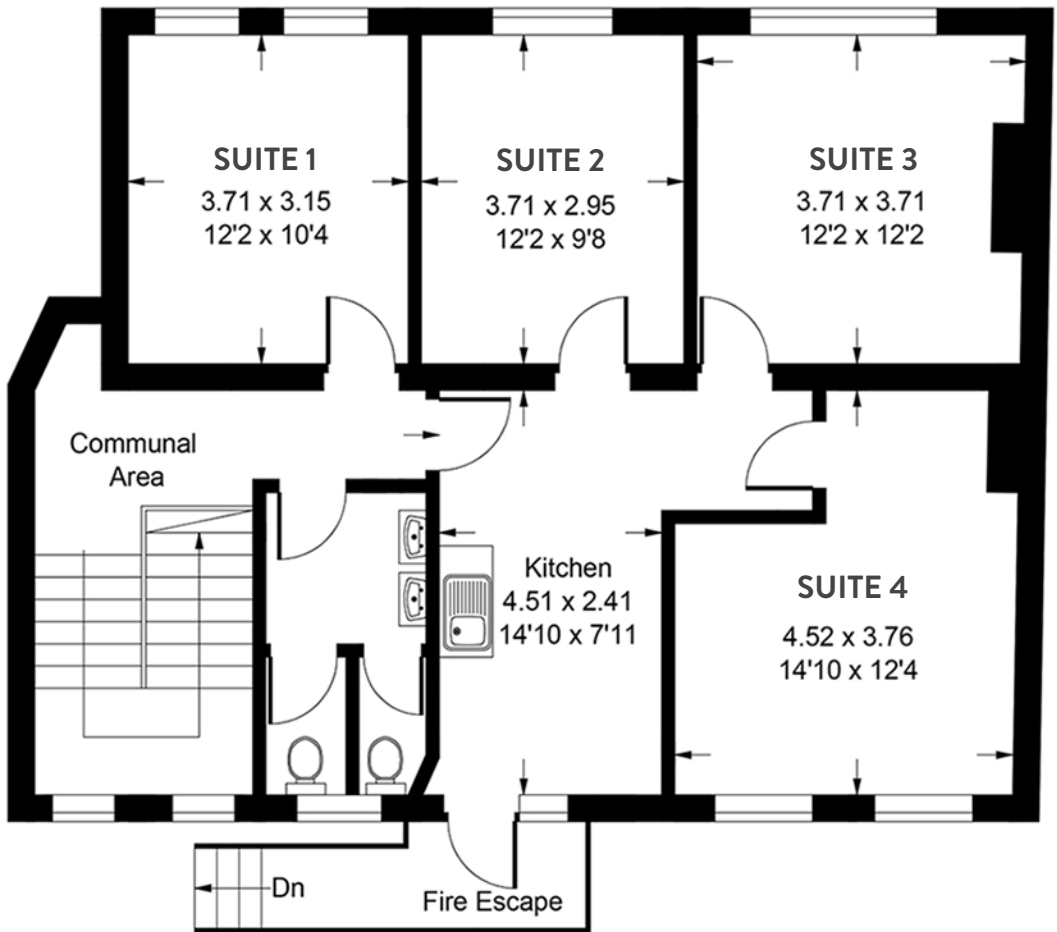 SUITE 1
3.71 x 3.15
12'2 x 10'4
SUITE 2
3.71 x 2.95
12'2 x 9'8
SUITE 3
3.71 x 3.71
12'2 x 12'2
Communal
Area
Kitchen
4.51 x 2.41
14'10 x 7'11
SUITE 4
4.52 x 3.76
14'10 x 12'4
Dn
Fire Escape